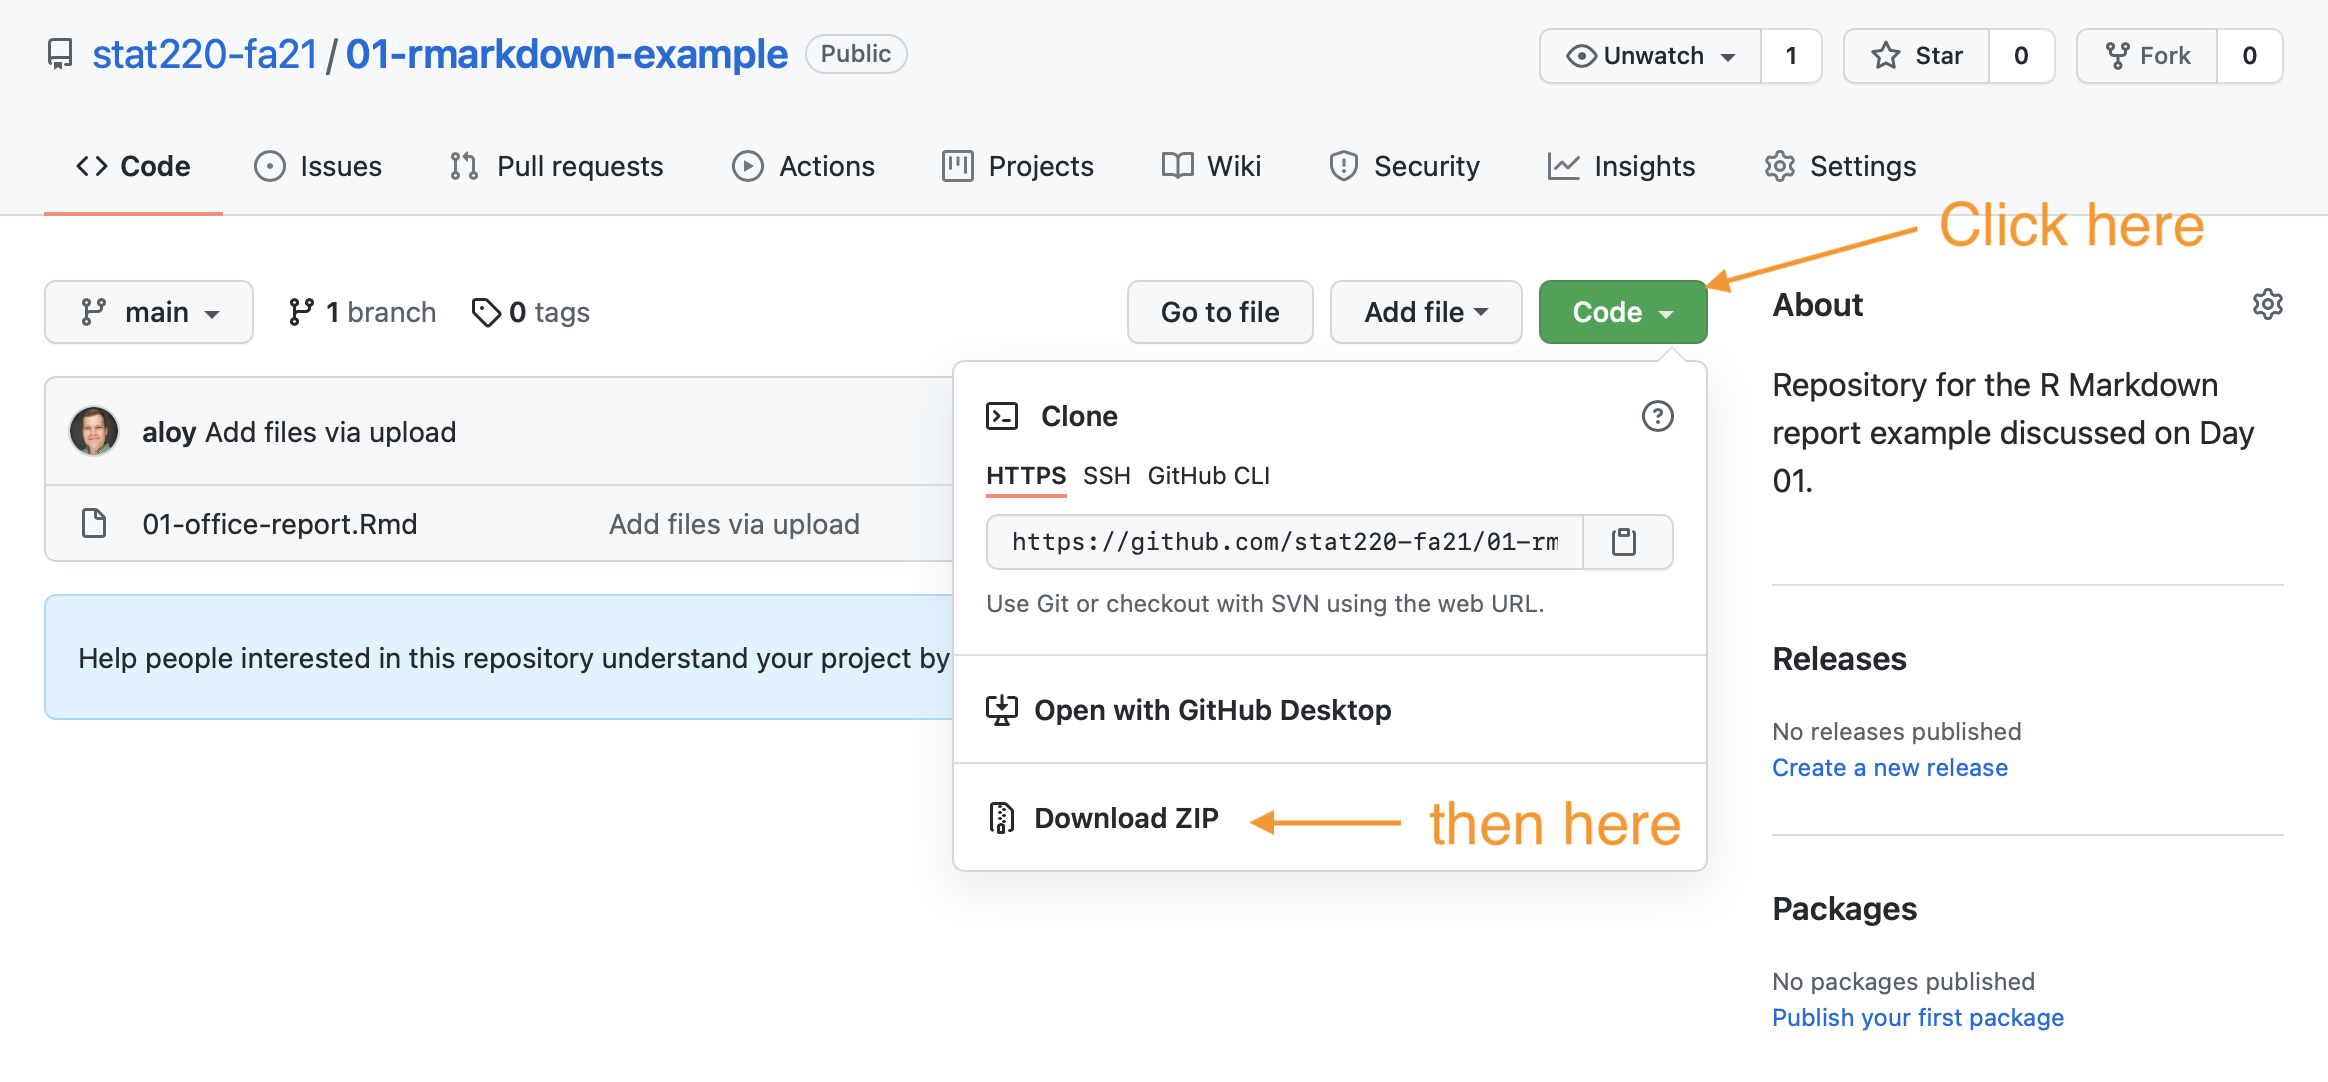 stat220-fa21 / 01-rmarkdown-example Public Unwatch 1 Star 0 Fork 0
Code Issues Pull requests Actions Projects Wiki Security Insights Settings
Click here
main 1 branch 0 tags Go to file Add file Code
aloy Add files via upload
01-office-report.Rmd Add files via upload
Help people interested in this repository understand your project by
Clone
HTTPS SSH GitHub CLI
https://github.com/stat220-fa21/01-rm
Use Git or checkout with SVN using the web URL.
Open with GitHub Desktop
Download ZIP then here
About
Repository for the R Markdown
report example discussed on Day
01.
Releases
No releases published
Create a new release
Packages
No packages published
Publish your first package